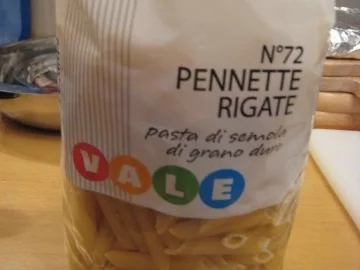 N°72
PENNETTE
RIGATE
pasta di semola
di grano duro
VALE